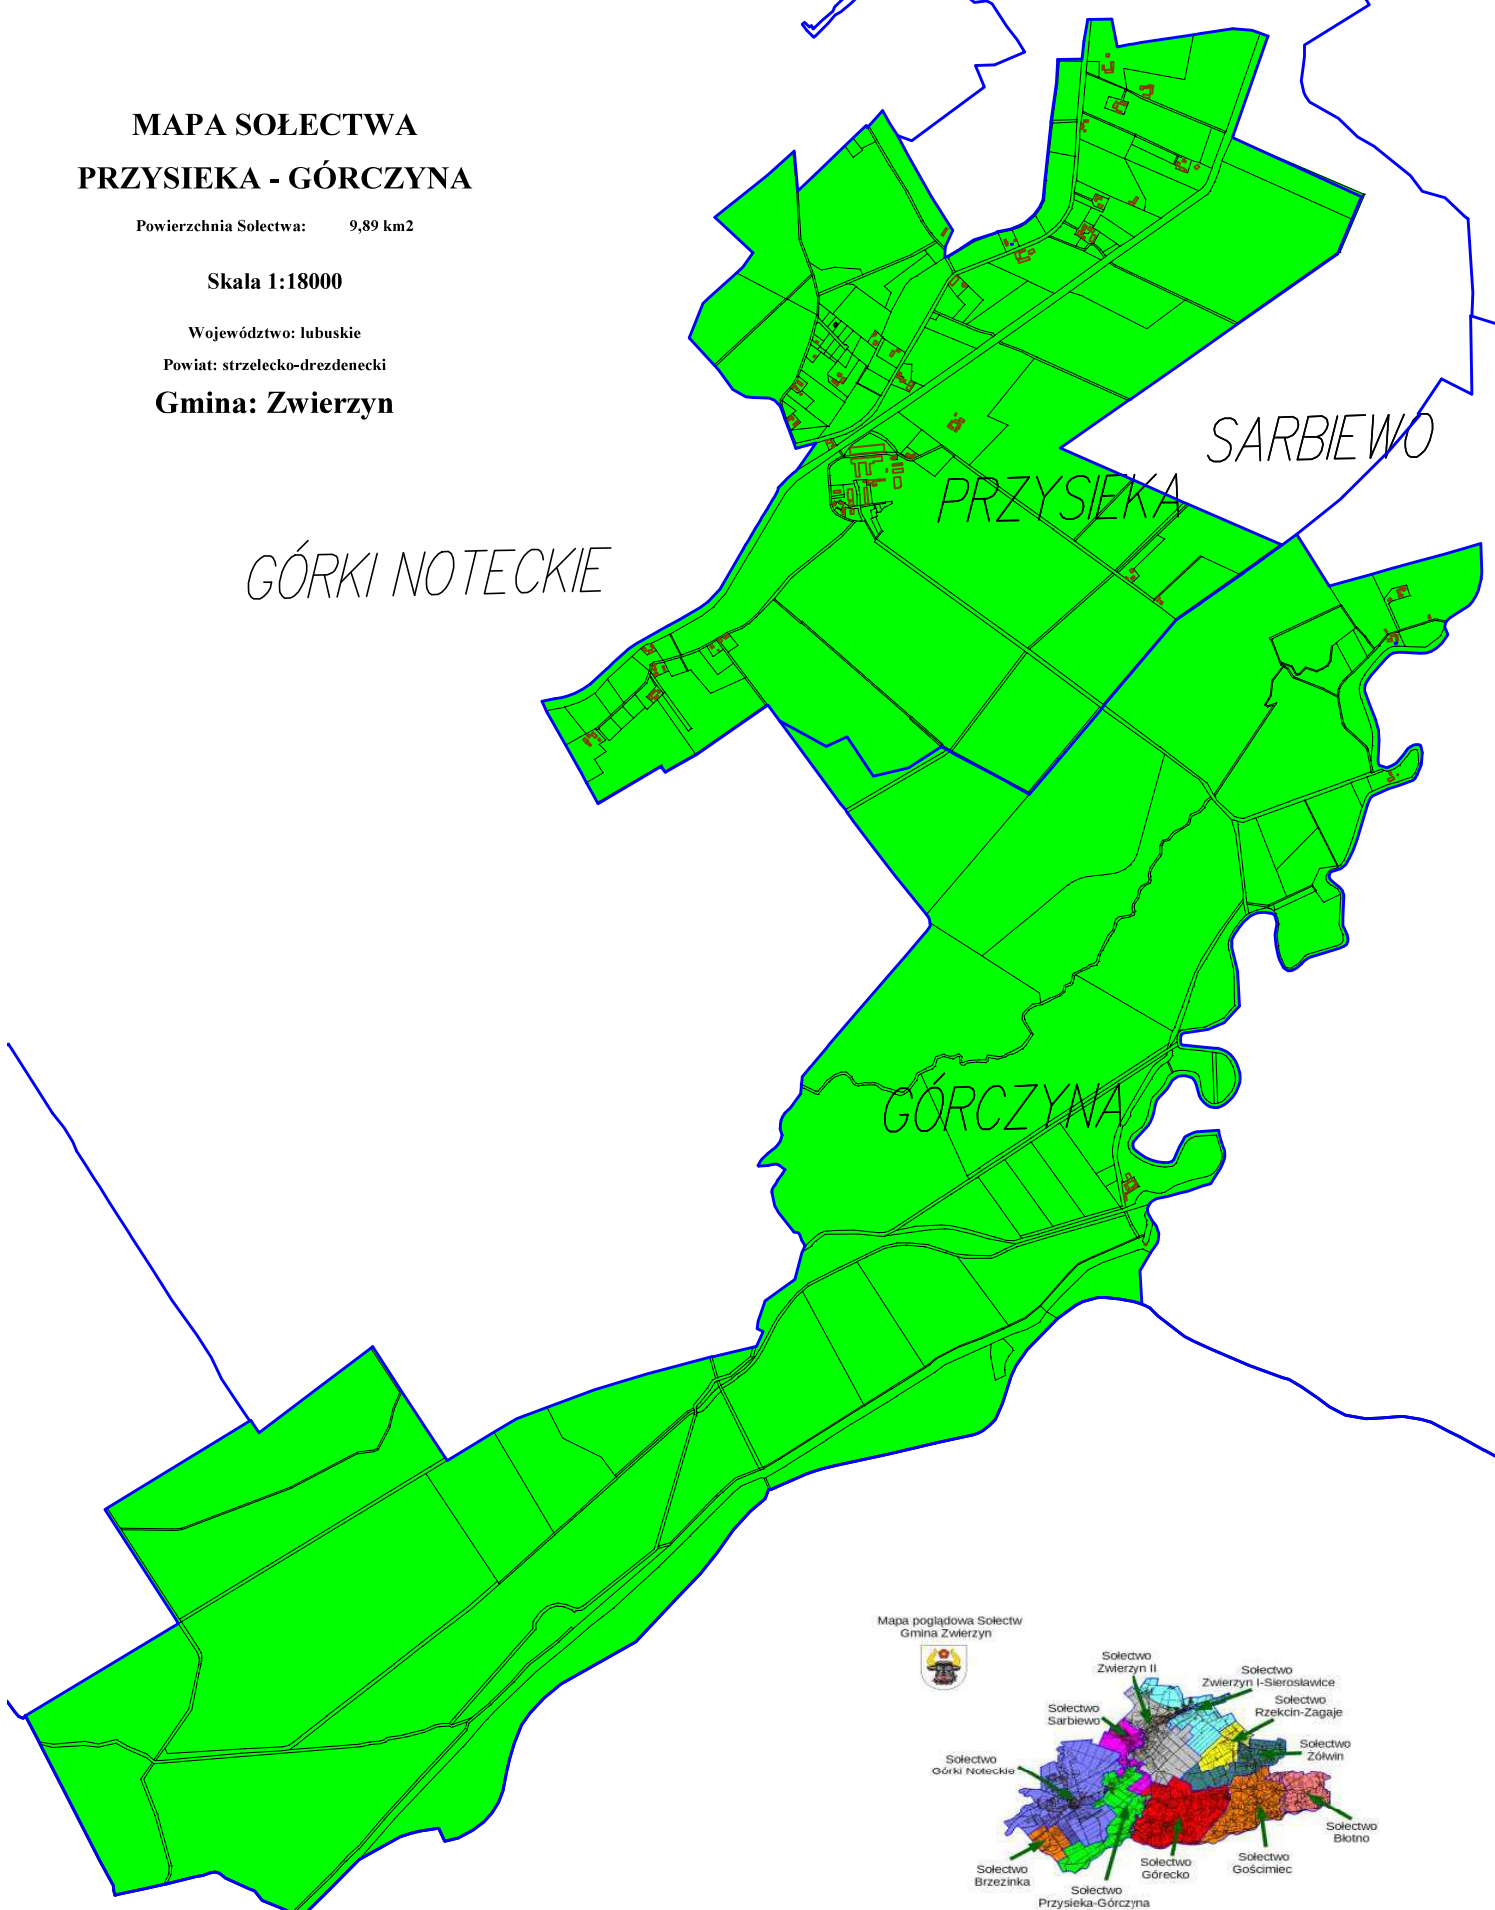 MAPA SOŁECTWA
PRZYSIEKA - GÓRCZYNA
Powierzchnia Sołectwa: 9,89 km2
Skala 1:18000
Województwo: lubuskie
Powiat: strzelecko-drezdenecki
Gmina: Zwierzyn
SARBIEWO
PRZYSIEKA
GÓRKI NOTECKIE
GÓRCZYNA
Mapa poglądowa Sołectw
Gmina Zwierzyn
Sołectwo
Zwierzyn II
Sołectwo
Zwierzyn I-Sierosławice
Sołectwo
Rzekcin-Zagaje
Sołectwo
Sarbiewo
Sołectwo
Żółwin
Sołectwo
Górki Noteckie
Sołectwo
Błotno
Sołectwo
Gościmiec
Sołectwo
Górecko
Sołectwo
Brzezinka
Sołectwo
Przysieka-Górczyna